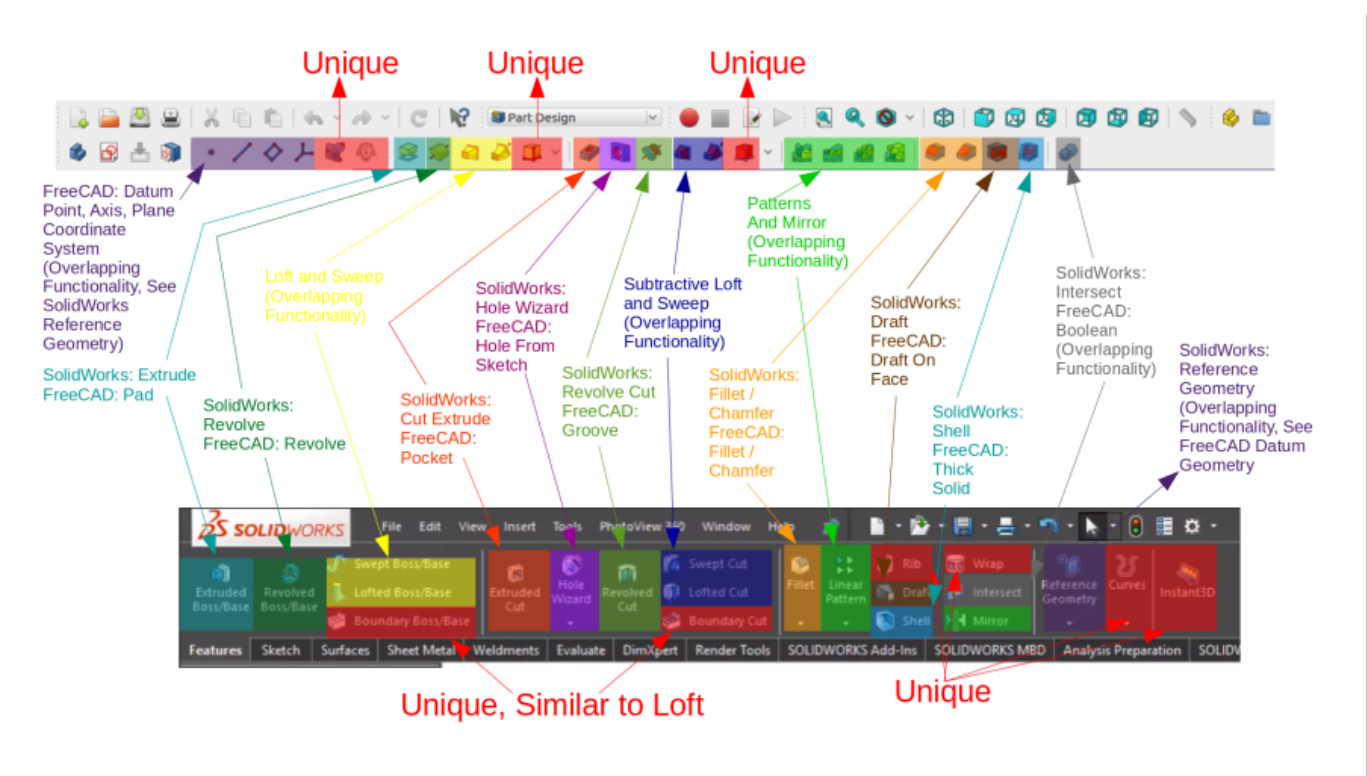 Unique
Unique
Unique
Part Design
FreeCAD: Datum
Point, Axis, Plane
Coordinate
System
(Overlapping
Functionality, See
SolidWorks
Reference
Geometry)
SolidWorks: Extrude
FreeCAD: Pad
SolidWorks:
Revolve
FreeCAD: Revolve
Loft and Sweep
(Overlapping
Functionality)
SolidWorks:
Cut Extrude
FreeCAD:
Pocket
SolidWorks:
Hole Wizard
FreeCAD:
Hole From
Sketch
SolidWorks:
Revolve Cut
FreeCAD:
Groove
Subtractive Loft
and Sweep
(Overlapping
Functionality)
Patterns
And Mirror
(Overlapping
Functionality)
SolidWorks:
Fillet /
Chamfer
FreeCAD:
Fillet /
Chamfer
SolidWorks:
Draft
FreeCAD:
Draft On
Face
SolidWorks:
Shell
FreeCAD:
Thick
Solid
SolidWorks:
Intersect
FreeCAD:
Boolean
(Overlapping
Functionality)
SolidWorks:
Reference
Geometry
(Overlapping
Functionality, See
FreeCAD Datum
Geometry
SOLIDWORKS
File Edit View Insert Tools PhotoView 360 Window Help
Extruded
Boss/Base
Revolved
Boss/Base
Swept Boss/Base
Lofted Boss/Base
Boundary Boss/Base
Extruded
Cut
Hole
Wizard
Revolved
Cut
Swept Cut
Lofted Cut
Boundary Cut
Fillet
Linear
Pattern
Rib
Draft
Shell
Wrap
Intersect
Mirror
Reference
Geometry
Curves
Instant3D
Features Sketch Surfaces Sheet Metal Weldments Evaluate DimXpert Render Tools SOLIDWORKS Add-Ins SOLIDWORKS MBD Analysis Preparation SOLIDW
Unique, Similar to Loft
Unique